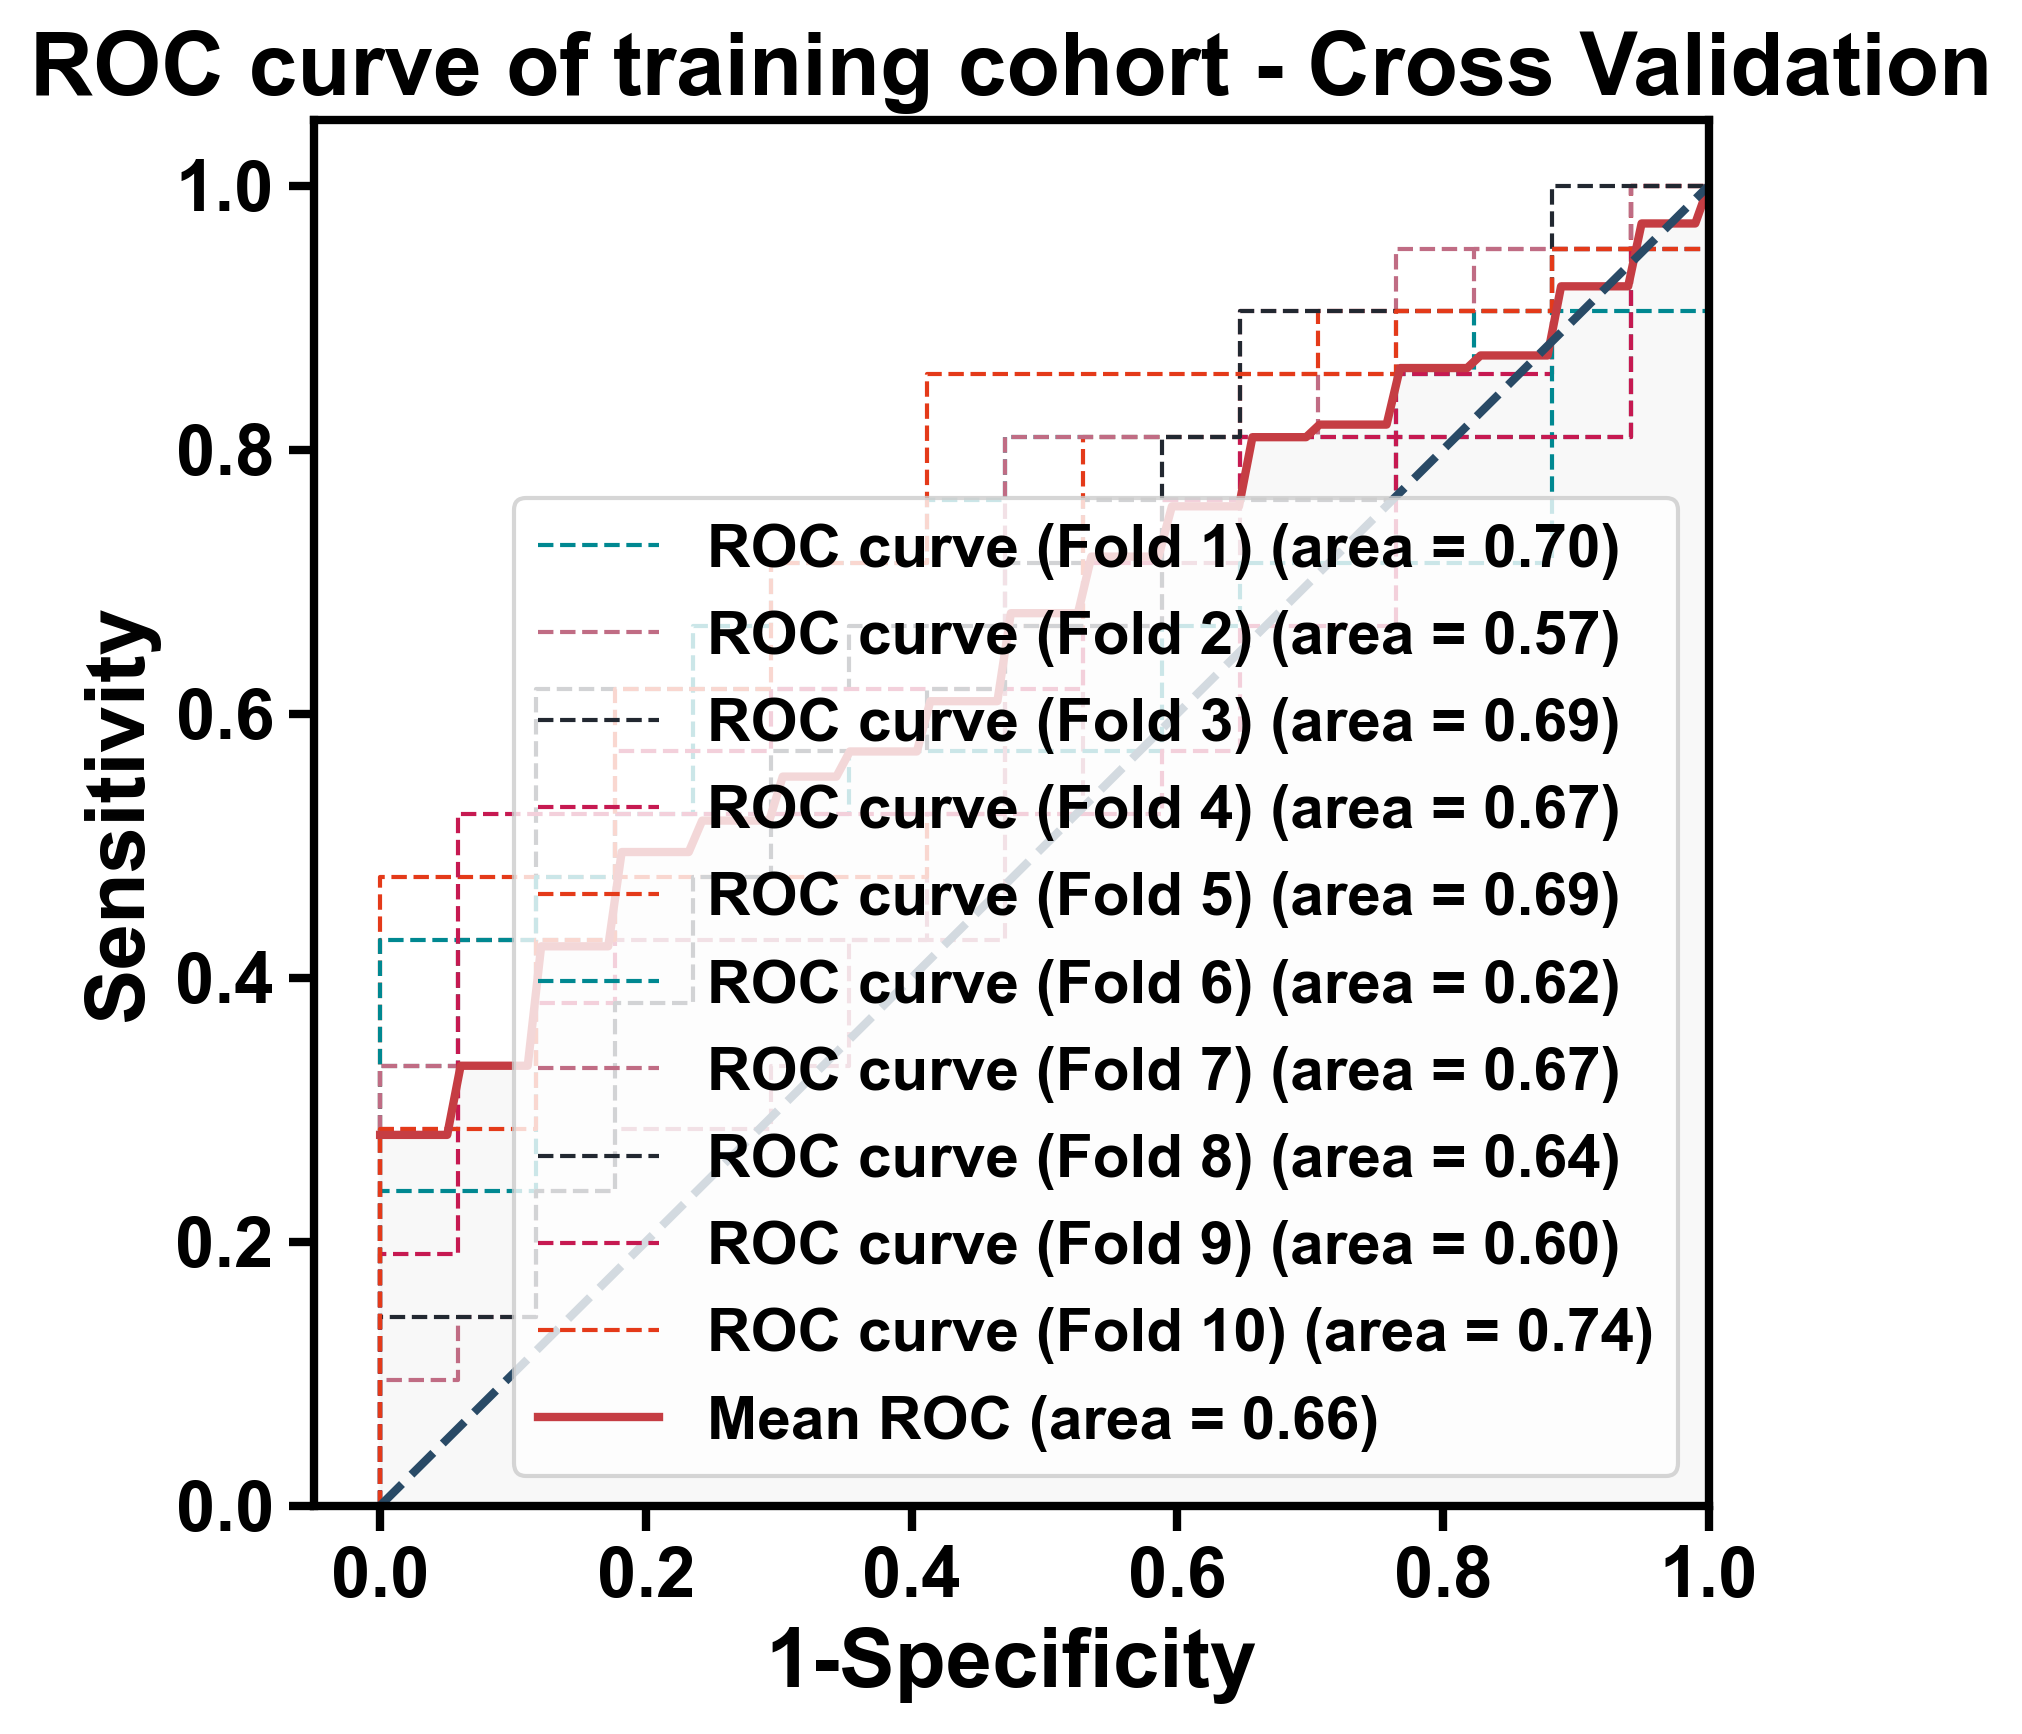 ROC curve of training cohort - Cross Validation
1.0
0.8
0.6
0.4
0.2
0.0
Sensitivity
ROC curve (Fold 1) (area = 0.70)
ROC curve (Fold 2) (area = 0.57)
ROC curve (Fold 3) (area = 0.69)
ROC curve (Fold 4) (area = 0.67)
ROC curve (Fold 5) (area = 0.69)
ROC curve (Fold 6) (area = 0.62)
ROC curve (Fold 7) (area = 0.67)
ROC curve (Fold 8) (area = 0.64)
ROC curve (Fold 9) (area = 0.60)
ROC curve (Fold 10) (area = 0.74)
Mean ROC (area = 0.66)
0.0 0.2 0.4 0.6 0.8 1.0
1-Specificity